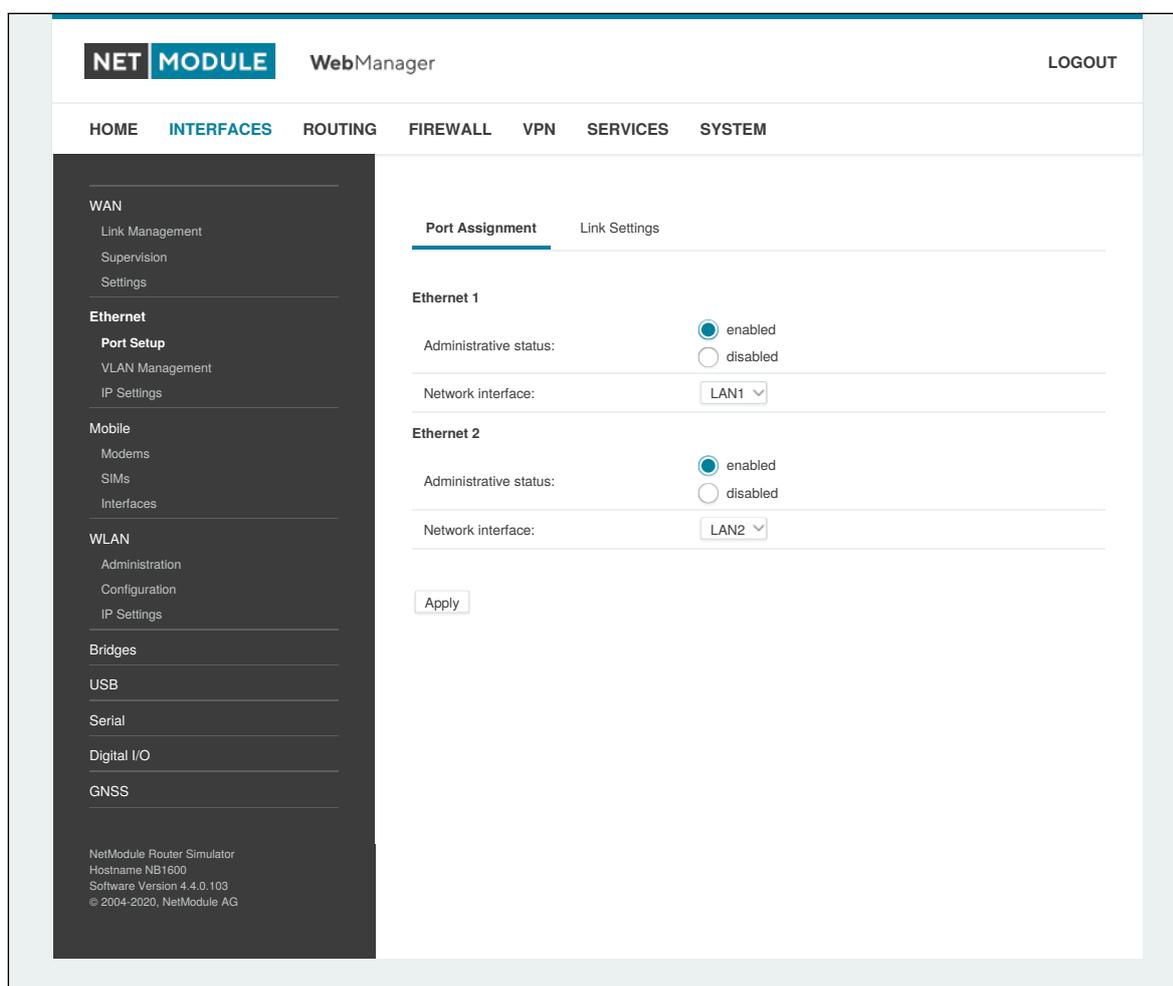 NET MODULE WebManager LOGOUT
HOME INTERFACES ROUTING FIREWALL VPN SERVICES SYSTEM
WAN
Link Management
Supervision
Settings
Ethernet
Port Setup
VLAN Management
IP Settings
Mobile
Modems
SIMs
Interfaces
WLAN
Administration
Configuration
IP Settings
Bridges
USB
Serial
Digital I/O
GNSS
NetModule Router Simulator
Hostname NB1600
Software Version 4.4.0.103
© 2004-2020, NetModule AG
Port Assignment Link Settings
Ethernet 1
Administrative status:
enabled
disabled
Network interface: LAN1
Ethernet 2
Administrative status:
enabled
disabled
Network interface: LAN2
Apply